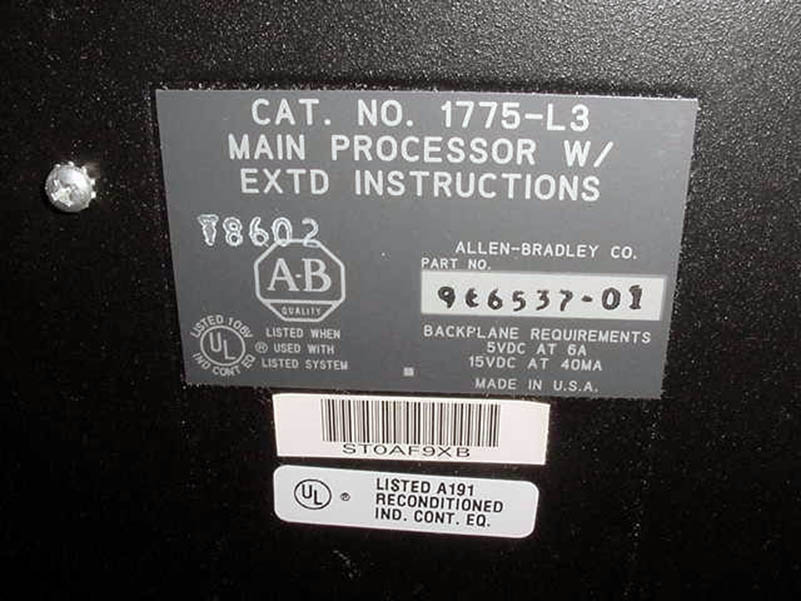 CAT. NO. 1775-L3
MAIN PROCESSOR W/
EXTD INSTRUCTIONS
T8602
A-B
QUALITY
ALLEN-BRADLEY CO.
PART NO.
966537-01
LISTED 106V
UL
IND CONT EQ
®
LISTED WHEN
USED WITH
LISTED SYSTEM
BACKPLANE REQUIREMENTS
5VDC AT 6A
15VDC AT 40MA
MADE IN U.S.A.
ST0AF9XB
UL ®
LISTED A191
RECONDITIONED
IND. CONT. EQ.